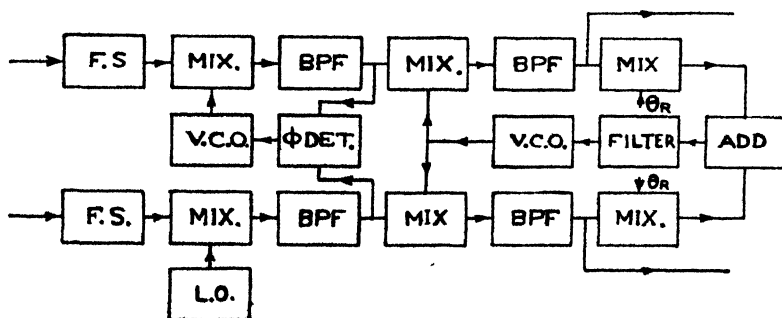 F.S MIX. BPF MIX. BPF MIX
θR
V.C.O. ΦDET. V.C.O. FILTER ADD
θR
F.S. MIX. BPF MIX BPF MIX.
L.O.